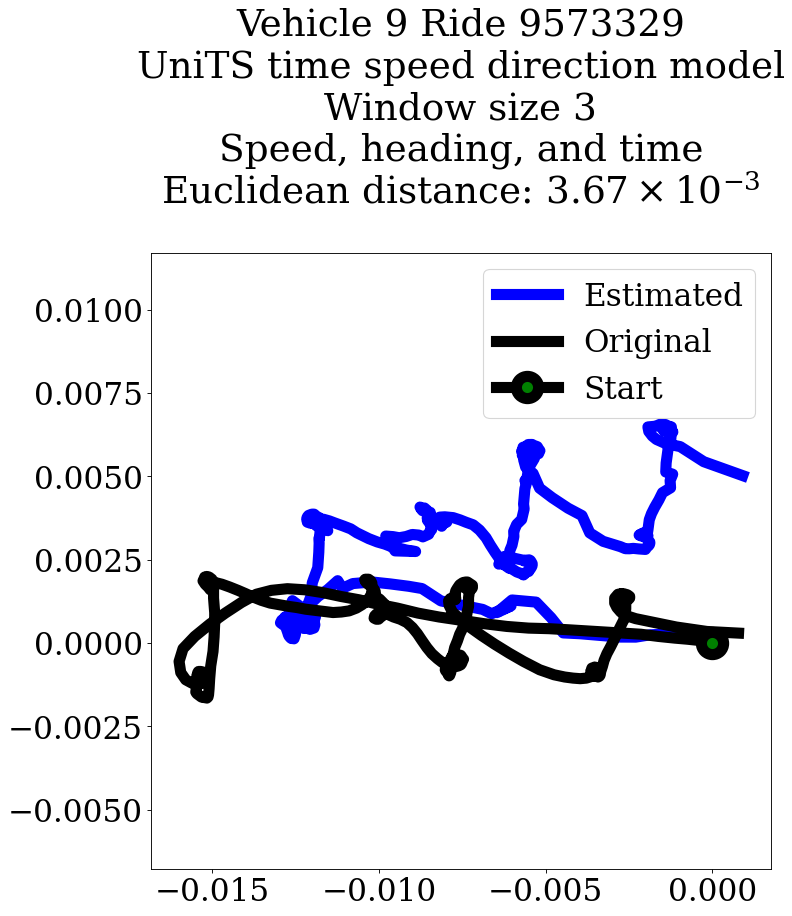 Vehicle 9 Ride 9573329
UniTS time speed direction model
Window size 3
Speed, heading, and time
Euclidean distance: 3.67 × 10⁻³
Estimated
Original
Start
0.0100
0.0075
0.0050
0.0025
0.0000
−0.0025
−0.0050
−0.015 −0.010 −0.005 0.000